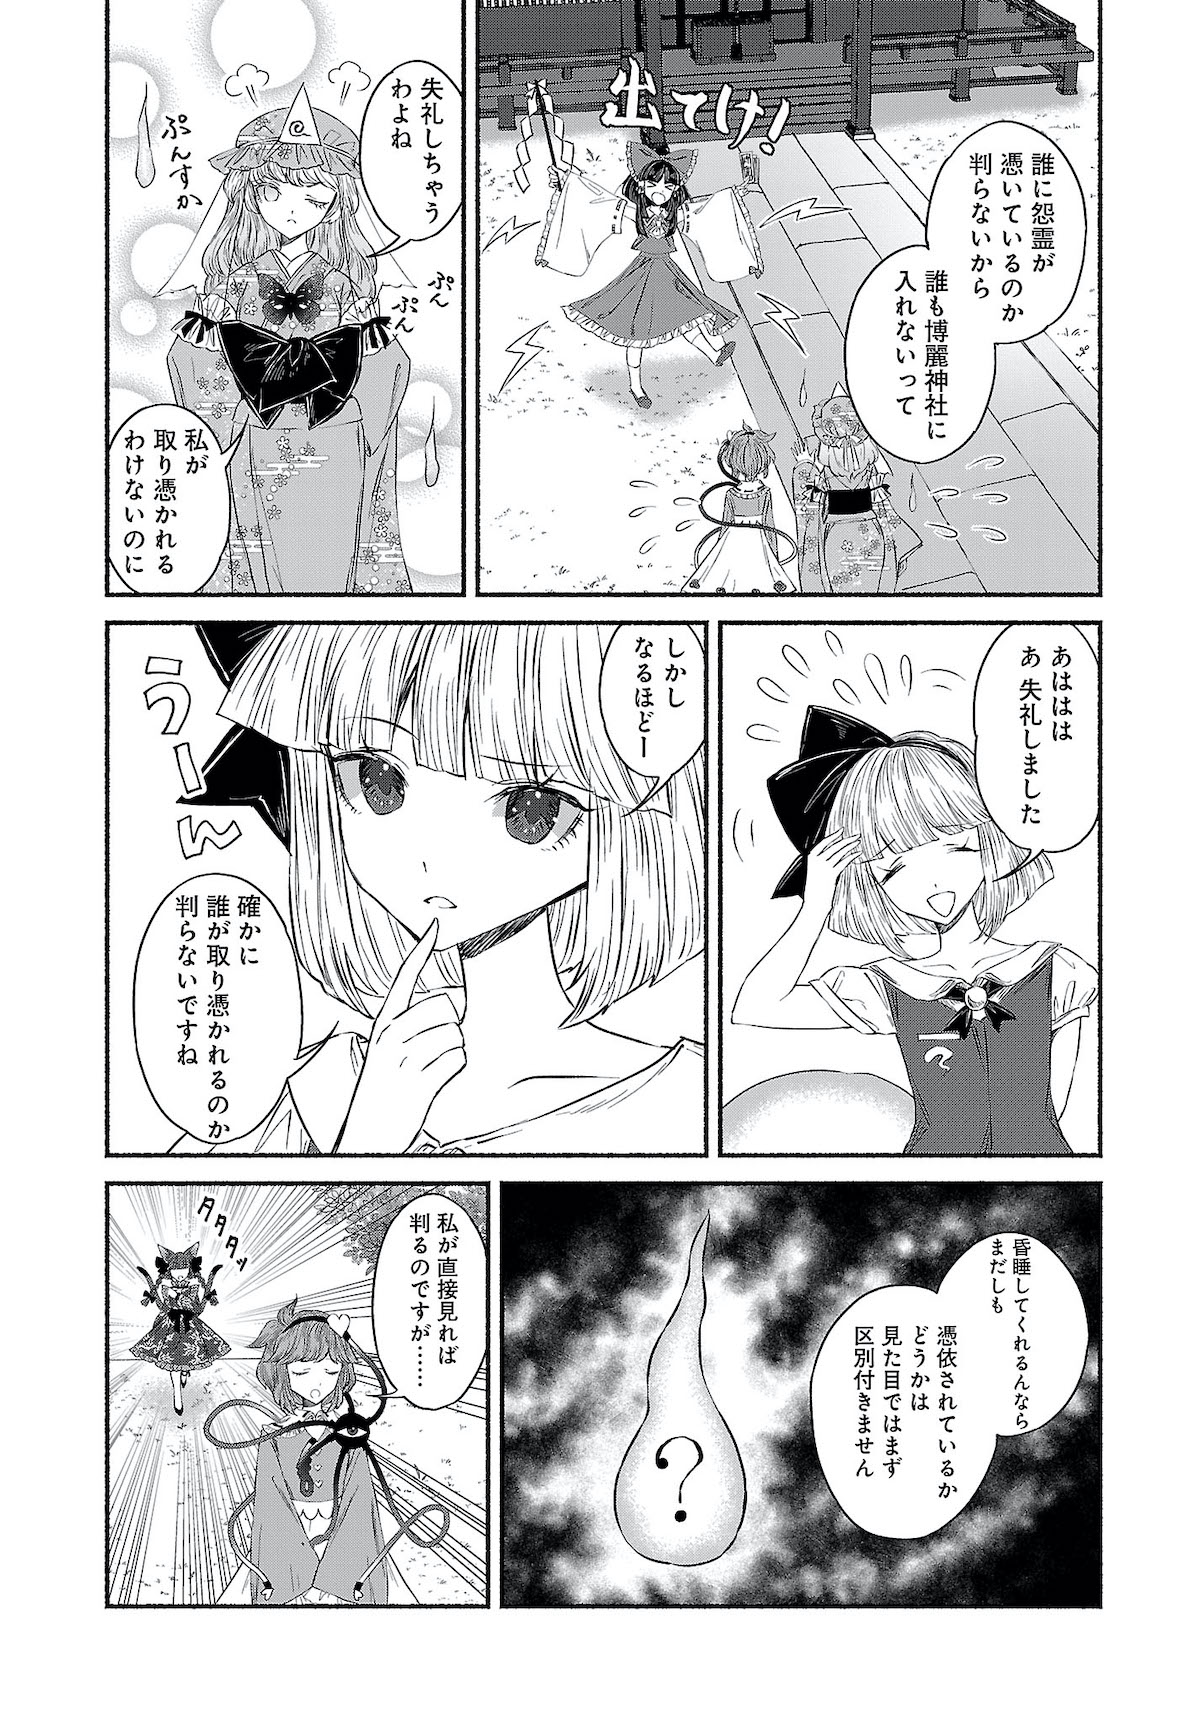 誰に怨霊が
憑いているのか
判らないから
誰も博麗神社に
入れないって
出てけ!
失礼しちゃう
わよね
ぷんすか
ぷん
ぷん
私が
取り憑かれる
わけないのに
あははは
あ 失礼しました
しかし
なるほどー
うーん
確かに
誰が取り憑かれるのか
判らないですね
昏睡してくれるんなら
まだしも
憑依されているか
どうかは
見た目ではまず
区別付きません
?
私が直接見れば
判るのですが……
タタタッ